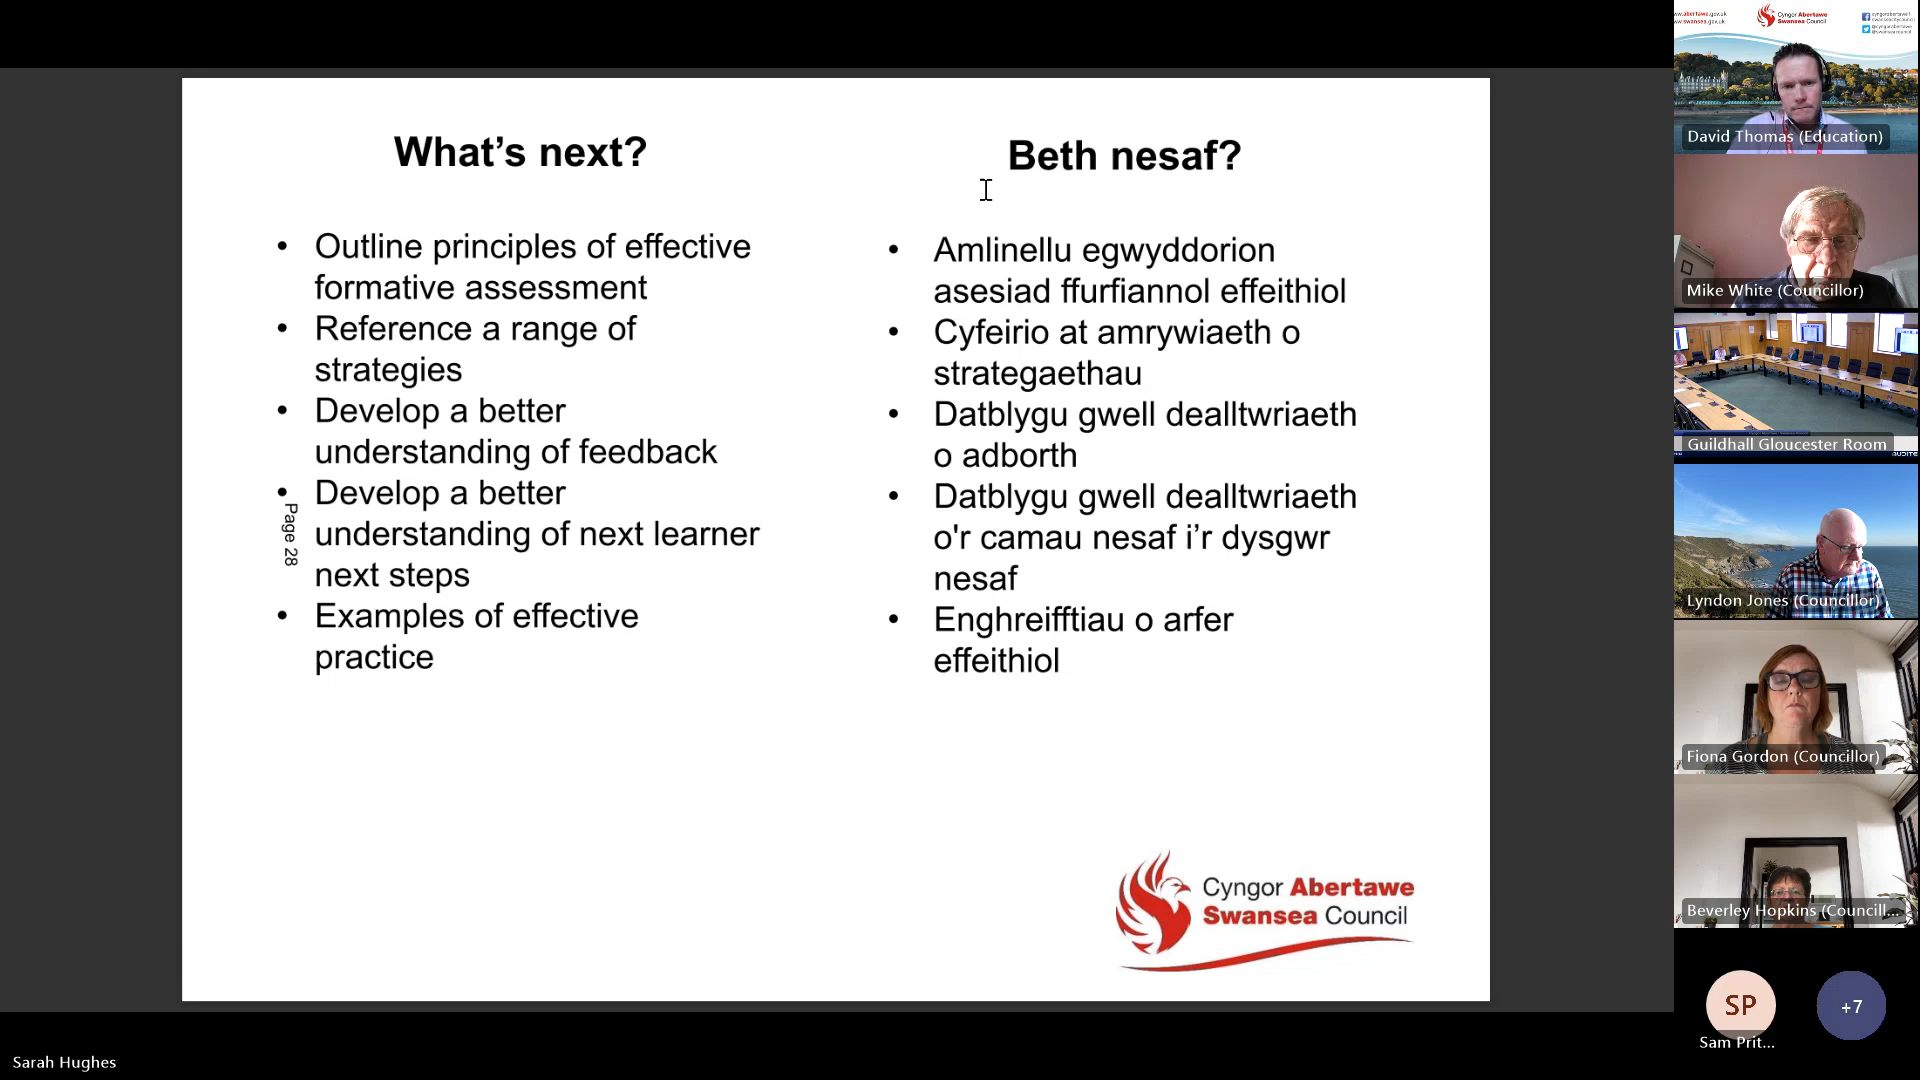 What's next?
• Outline principles of effective
formative assessment
• Reference a range of
strategies
• Develop a better
understanding of feedback
• Develop a better
understanding of next learner
next steps
• Examples of effective
practice
Page 28
Beth nesaf?
• Amlinellu egwyddorion
asesiad ffurfiannol effeithiol
• Cyfeirio at amrywiaeth o
strategaethau
• Datblygu gwell dealltwriaeth
o adborth
• Datblygu gwell dealltwriaeth
o'r camau nesaf i’r dysgwr
nesaf
• Enghreifftiau o arfer
effeithiol
Cyngor Abertawe
Swansea Council
Cyngor Abertawe
Swansea Council
David Thomas (Education)
Mike White (Councillor)
Guildhall Gloucester Room
Lyndon Jones (Councillor)
Fiona Gordon (Councillor)
Beverley Hopkins (Councill...
SP
+7
Sam Prit...
Sarah Hughes